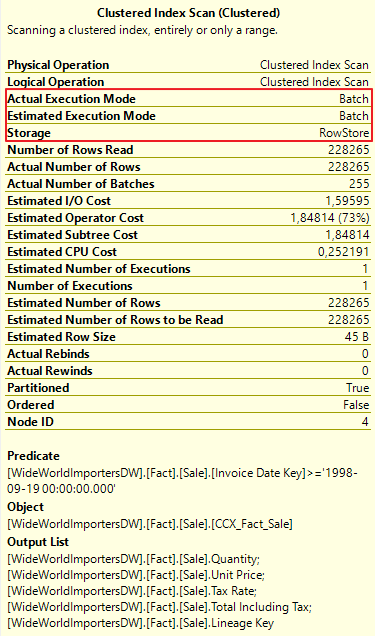 Clustered Index Scan (Clustered)
Scanning a clustered index, entirely or only a range.
Physical Operation Clustered Index Scan
Logical Operation Clustered Index Scan
Actual Execution Mode Batch
Estimated Execution Mode Batch
Storage RowStore
Number of Rows Read 228265
Actual Number of Rows 228265
Actual Number of Batches 255
Estimated I/O Cost 1,59595
Estimated Operator Cost 1,84814 (73%)
Estimated Subtree Cost 1,84814
Estimated CPU Cost 0,252191
Estimated Number of Executions 1
Number of Executions 1
Estimated Number of Rows 228265
Estimated Number of Rows to be Read 228265
Estimated Row Size 45 B
Actual Rebinds 0
Actual Rewinds 0
Partitioned True
Ordered False
Node ID 4
Predicate
[WideWorldImportersDW].[Fact].[Sale].[Invoice Date Key]>='1998-
09-19 00:00:00.000'
Object
[WideWorldImportersDW].[Fact].[Sale].[CCX_Fact_Sale]
Output List
[WideWorldImportersDW].[Fact].[Sale].Quantity;
[WideWorldImportersDW].[Fact].[Sale].Unit Price;
[WideWorldImportersDW].[Fact].[Sale].Tax Rate;
[WideWorldImportersDW].[Fact].[Sale].Total Including Tax;
[WideWorldImportersDW].[Fact].[Sale].Lineage Key